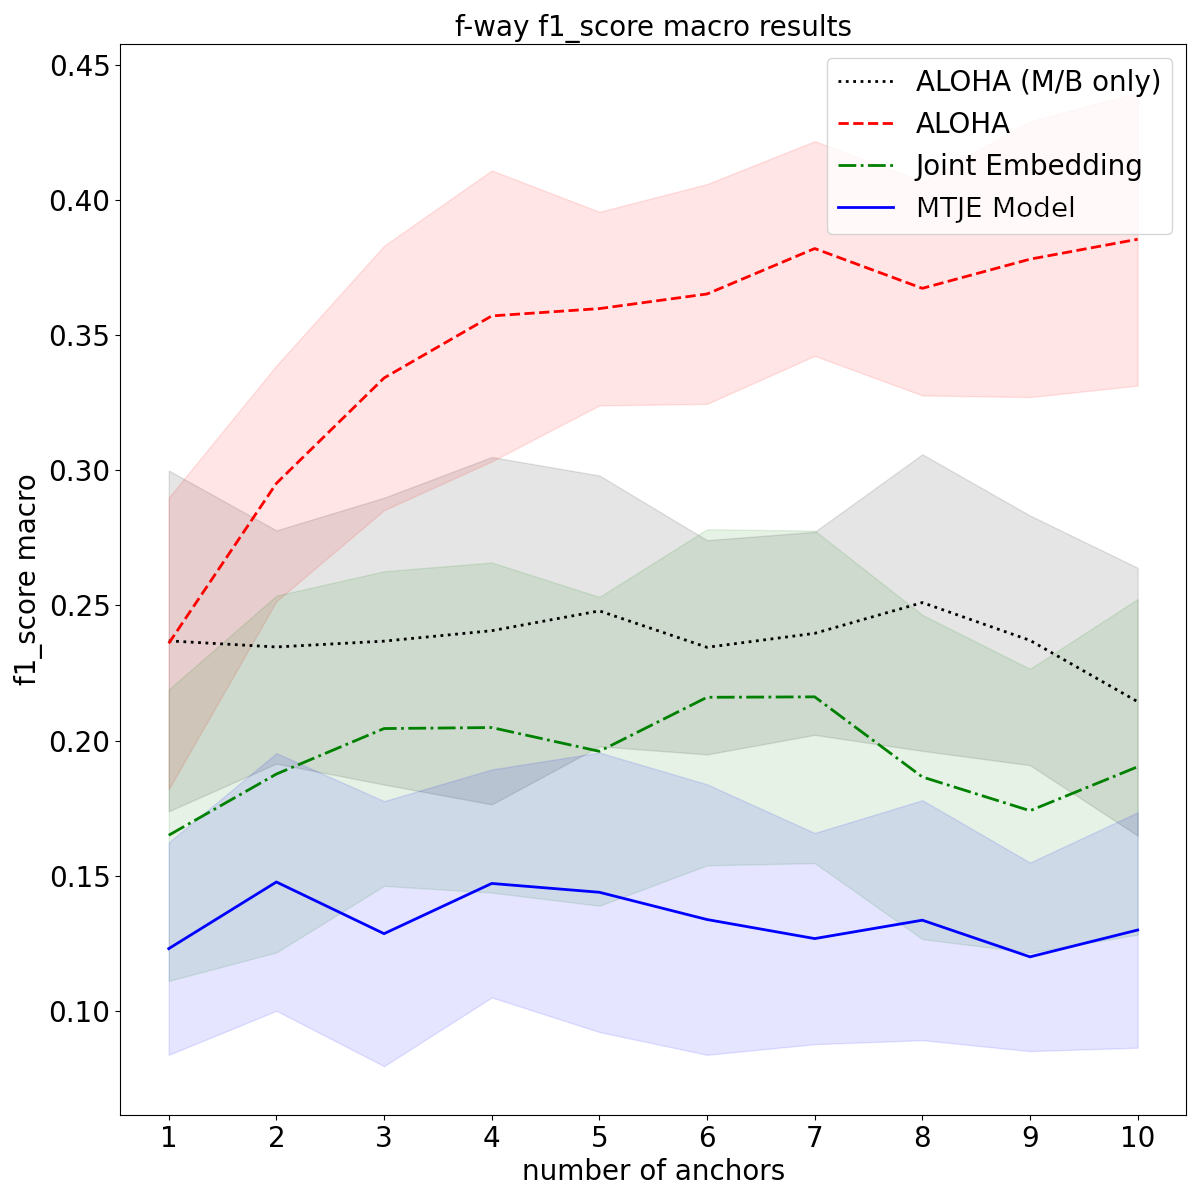 f-way f1_score macro results
ALOHA (M/B only)
ALOHA
Joint Embedding
MTJE Model
0.45
0.40
0.35
0.30
0.25
0.20
0.15
0.10
f1_score macro
1 2 3 4 5 6 7 8 9 10
number of anchors